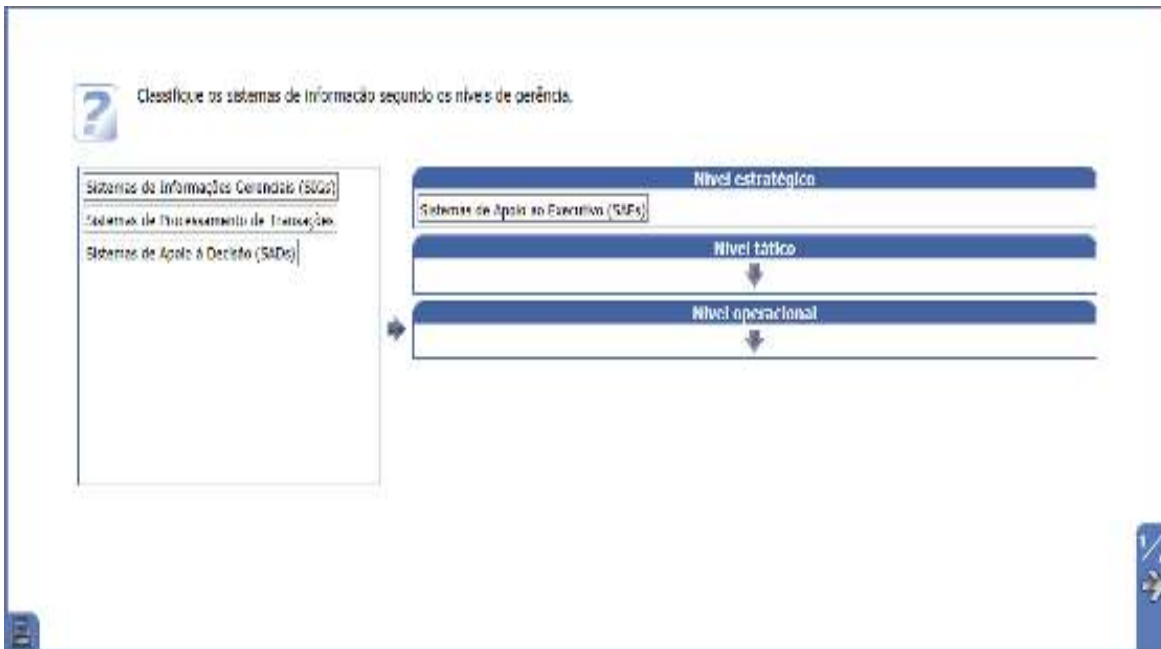 Classifique os sistemas de informação segundo os níveis de gerência.
Sistemas de Informações Gerenciais (SIGs)
Sistemas de Processamento de Transações
Sistemas de Apoio à Decisão (SADs)
Nível estratégico
Sistemas de Apoio ao Executivo (SAEs)
Nível tático
Nível operacional
1/